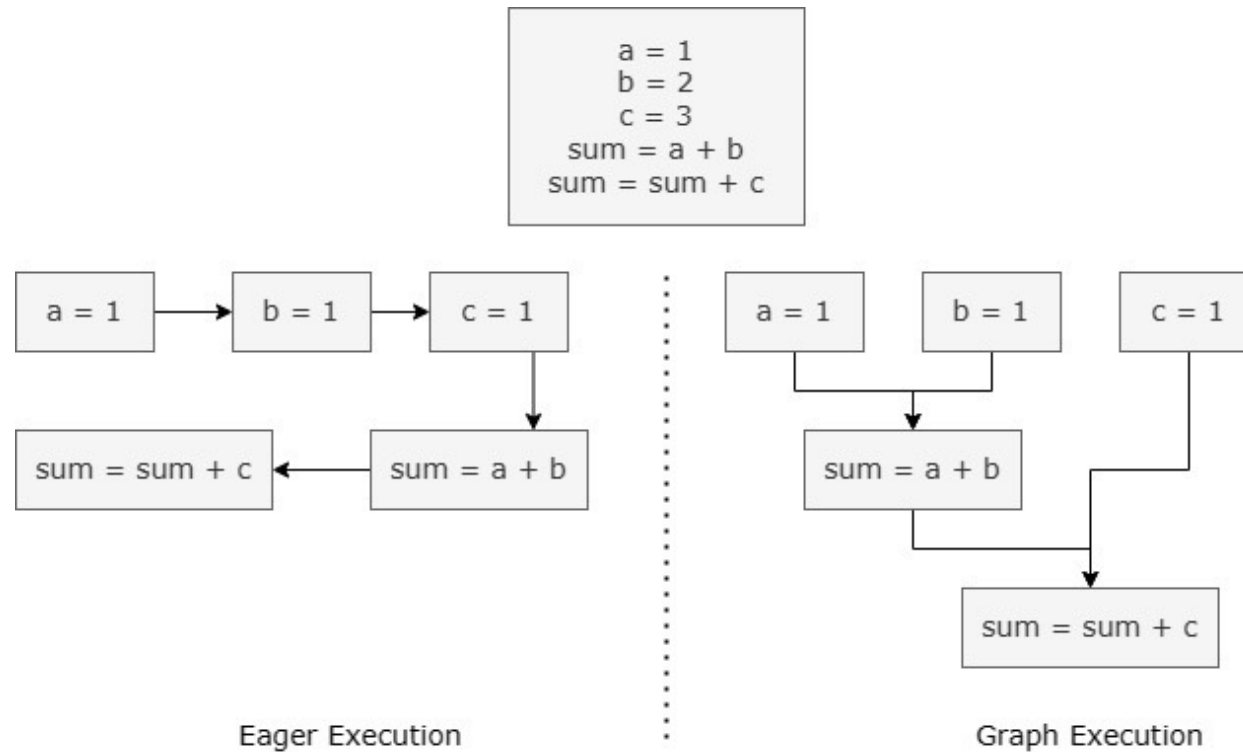 a = 1
b = 2
c = 3
sum = a + b
sum = sum + c
a = 1
b = 1
c = 1
sum = sum + c
sum = a + b
Eager Execution
a = 1
b = 1
c = 1
sum = a + b
sum = sum + c
Graph Execution